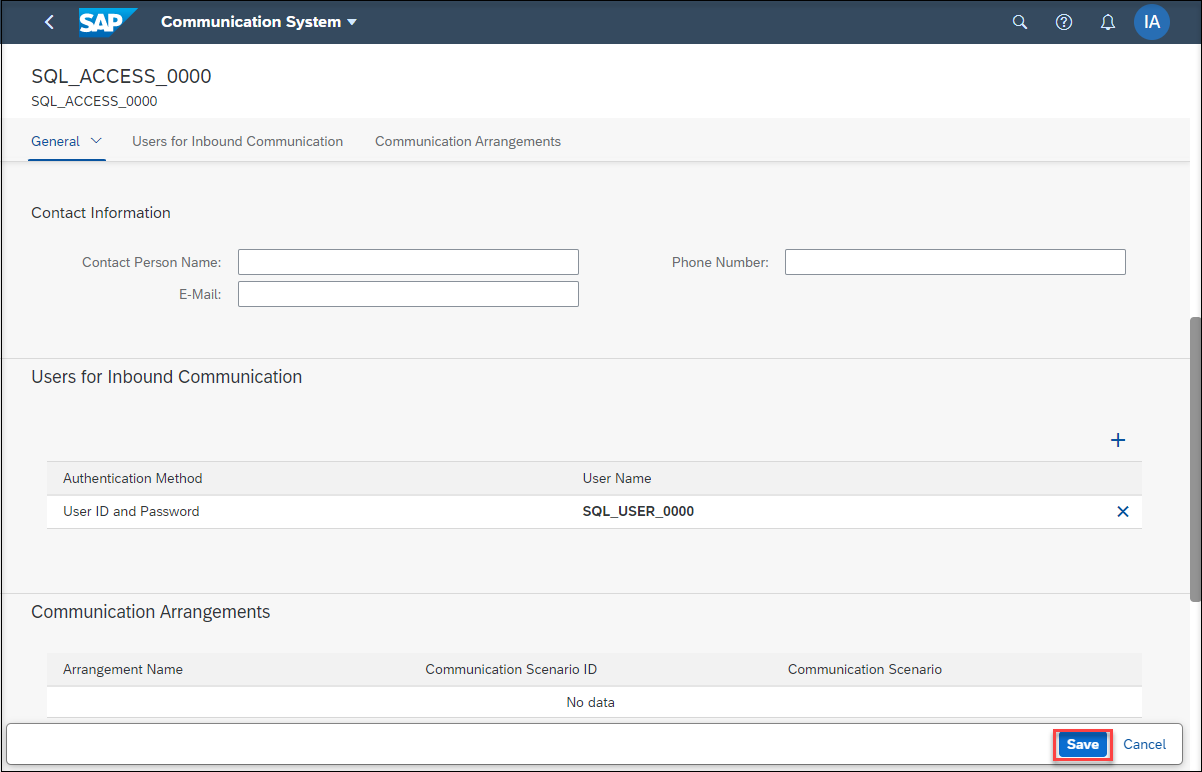 SAP Communication System IA
SQL_ACCESS_0000
SQL_ACCESS_0000
General Users for Inbound Communication Communication Arrangements
Contact Information
Contact Person Name: Phone Number:
E-Mail:
Users for Inbound Communication
Authentication Method User Name
User ID and Password SQL_USER_0000
Communication Arrangements
Arrangement Name Communication Scenario ID Communication Scenario
No data
Save Cancel